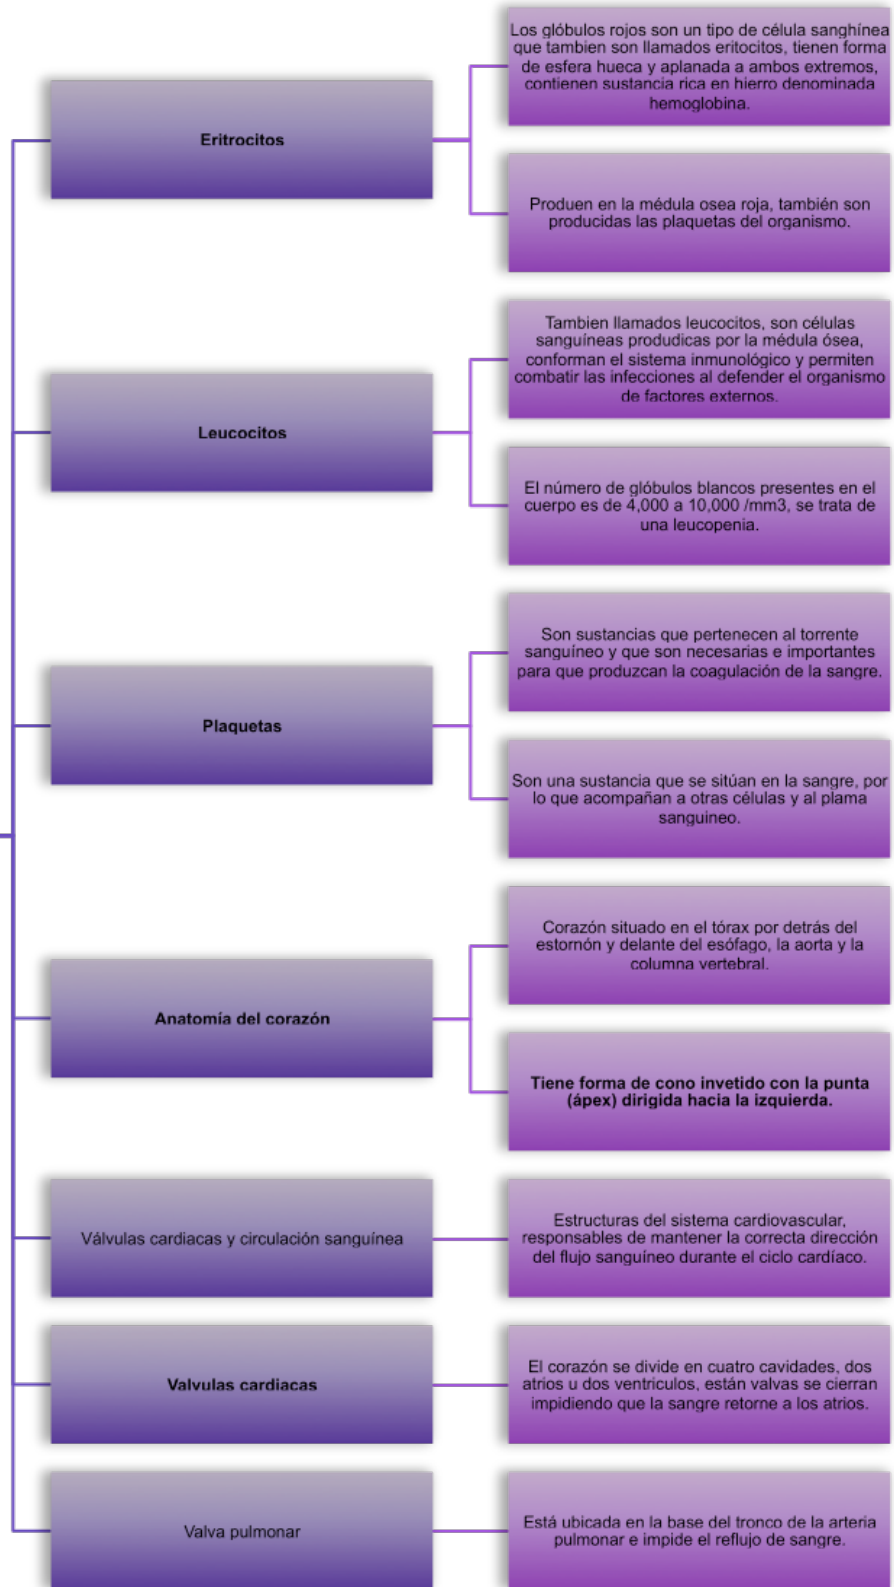 Eritrocitos
Los glóbulos rojos son un tipo de célula sanghínea
que tambien son llamados eritocitos, tienen forma
de esfera hueca y aplanada a ambos extremos,
contienen sustancia rica en hierro denominada
hemoglobina.
Produen en la médula osea roja, también son
producidas las plaquetas del organismo.
Leucocitos
Tambien llamados leucocitos, son células
sanguíneas produdicas por la médula ósea,
conforman el sistema inmunológico y permiten
combatir las infecciones al defender el organismo
de factores externos.
El número de glóbulos blancos presentes en el
cuerpo es de 4,000 a 10,000 /mm3, se trata de
una leucopenia.
Plaquetas
Son sustancias que pertenecen al torrente
sanguíneo y que son necesarias e importantes
para que produzcan la coagulación de la sangre.
Son una sustancia que se sitúan en la sangre, por
lo que acompañan a otras células y al plama
sanguineo.
Anatomía del corazón
Corazón situado en el tórax por detrás del
estornón y delante del esófago, la aorta y la
columna vertebral.
Tiene forma de cono invetido con la punta
(ápex) dirigida hacia la izquierda.
Válvulas cardiacas y circulación sanguínea
Estructuras del sistema cardiovascular,
responsables de mantener la correcta dirección
del flujo sanguíneo durante el ciclo cardíaco.
Valvulas cardiacas
El corazón se divide en cuatro cavidades, dos
atrios u dos ventriculos, están valvas se cierran
impidiendo que la sangre retorne a los atrios.
Valva pulmonar
Está ubicada en la base del tronco de la arteria
pulmonar e impide el reflujo de sangre.